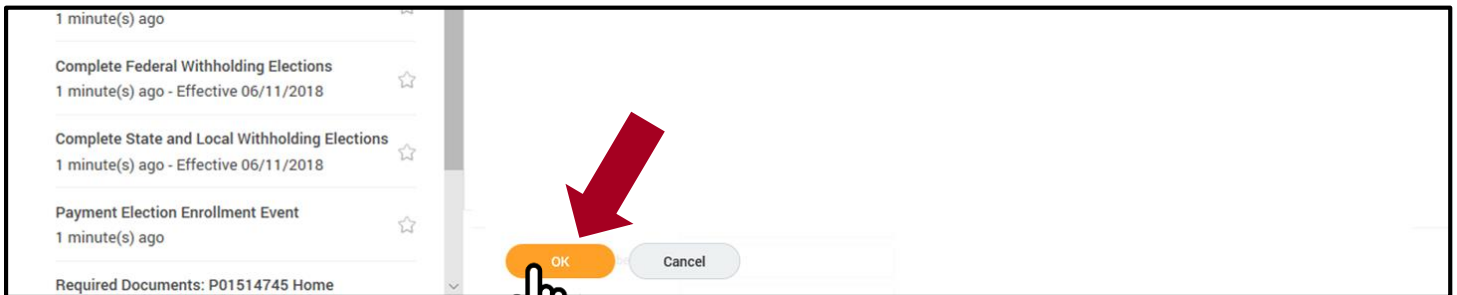 1 minute(s) ago
Complete Federal Withholding Elections
1 minute(s) ago - Effective 06/11/2018
Complete State and Local Withholding Elections
1 minute(s) ago - Effective 06/11/2018
Payment Election Enrollment Event
1 minute(s) ago
OK
Cancel
Required Documents: P01514745 Home